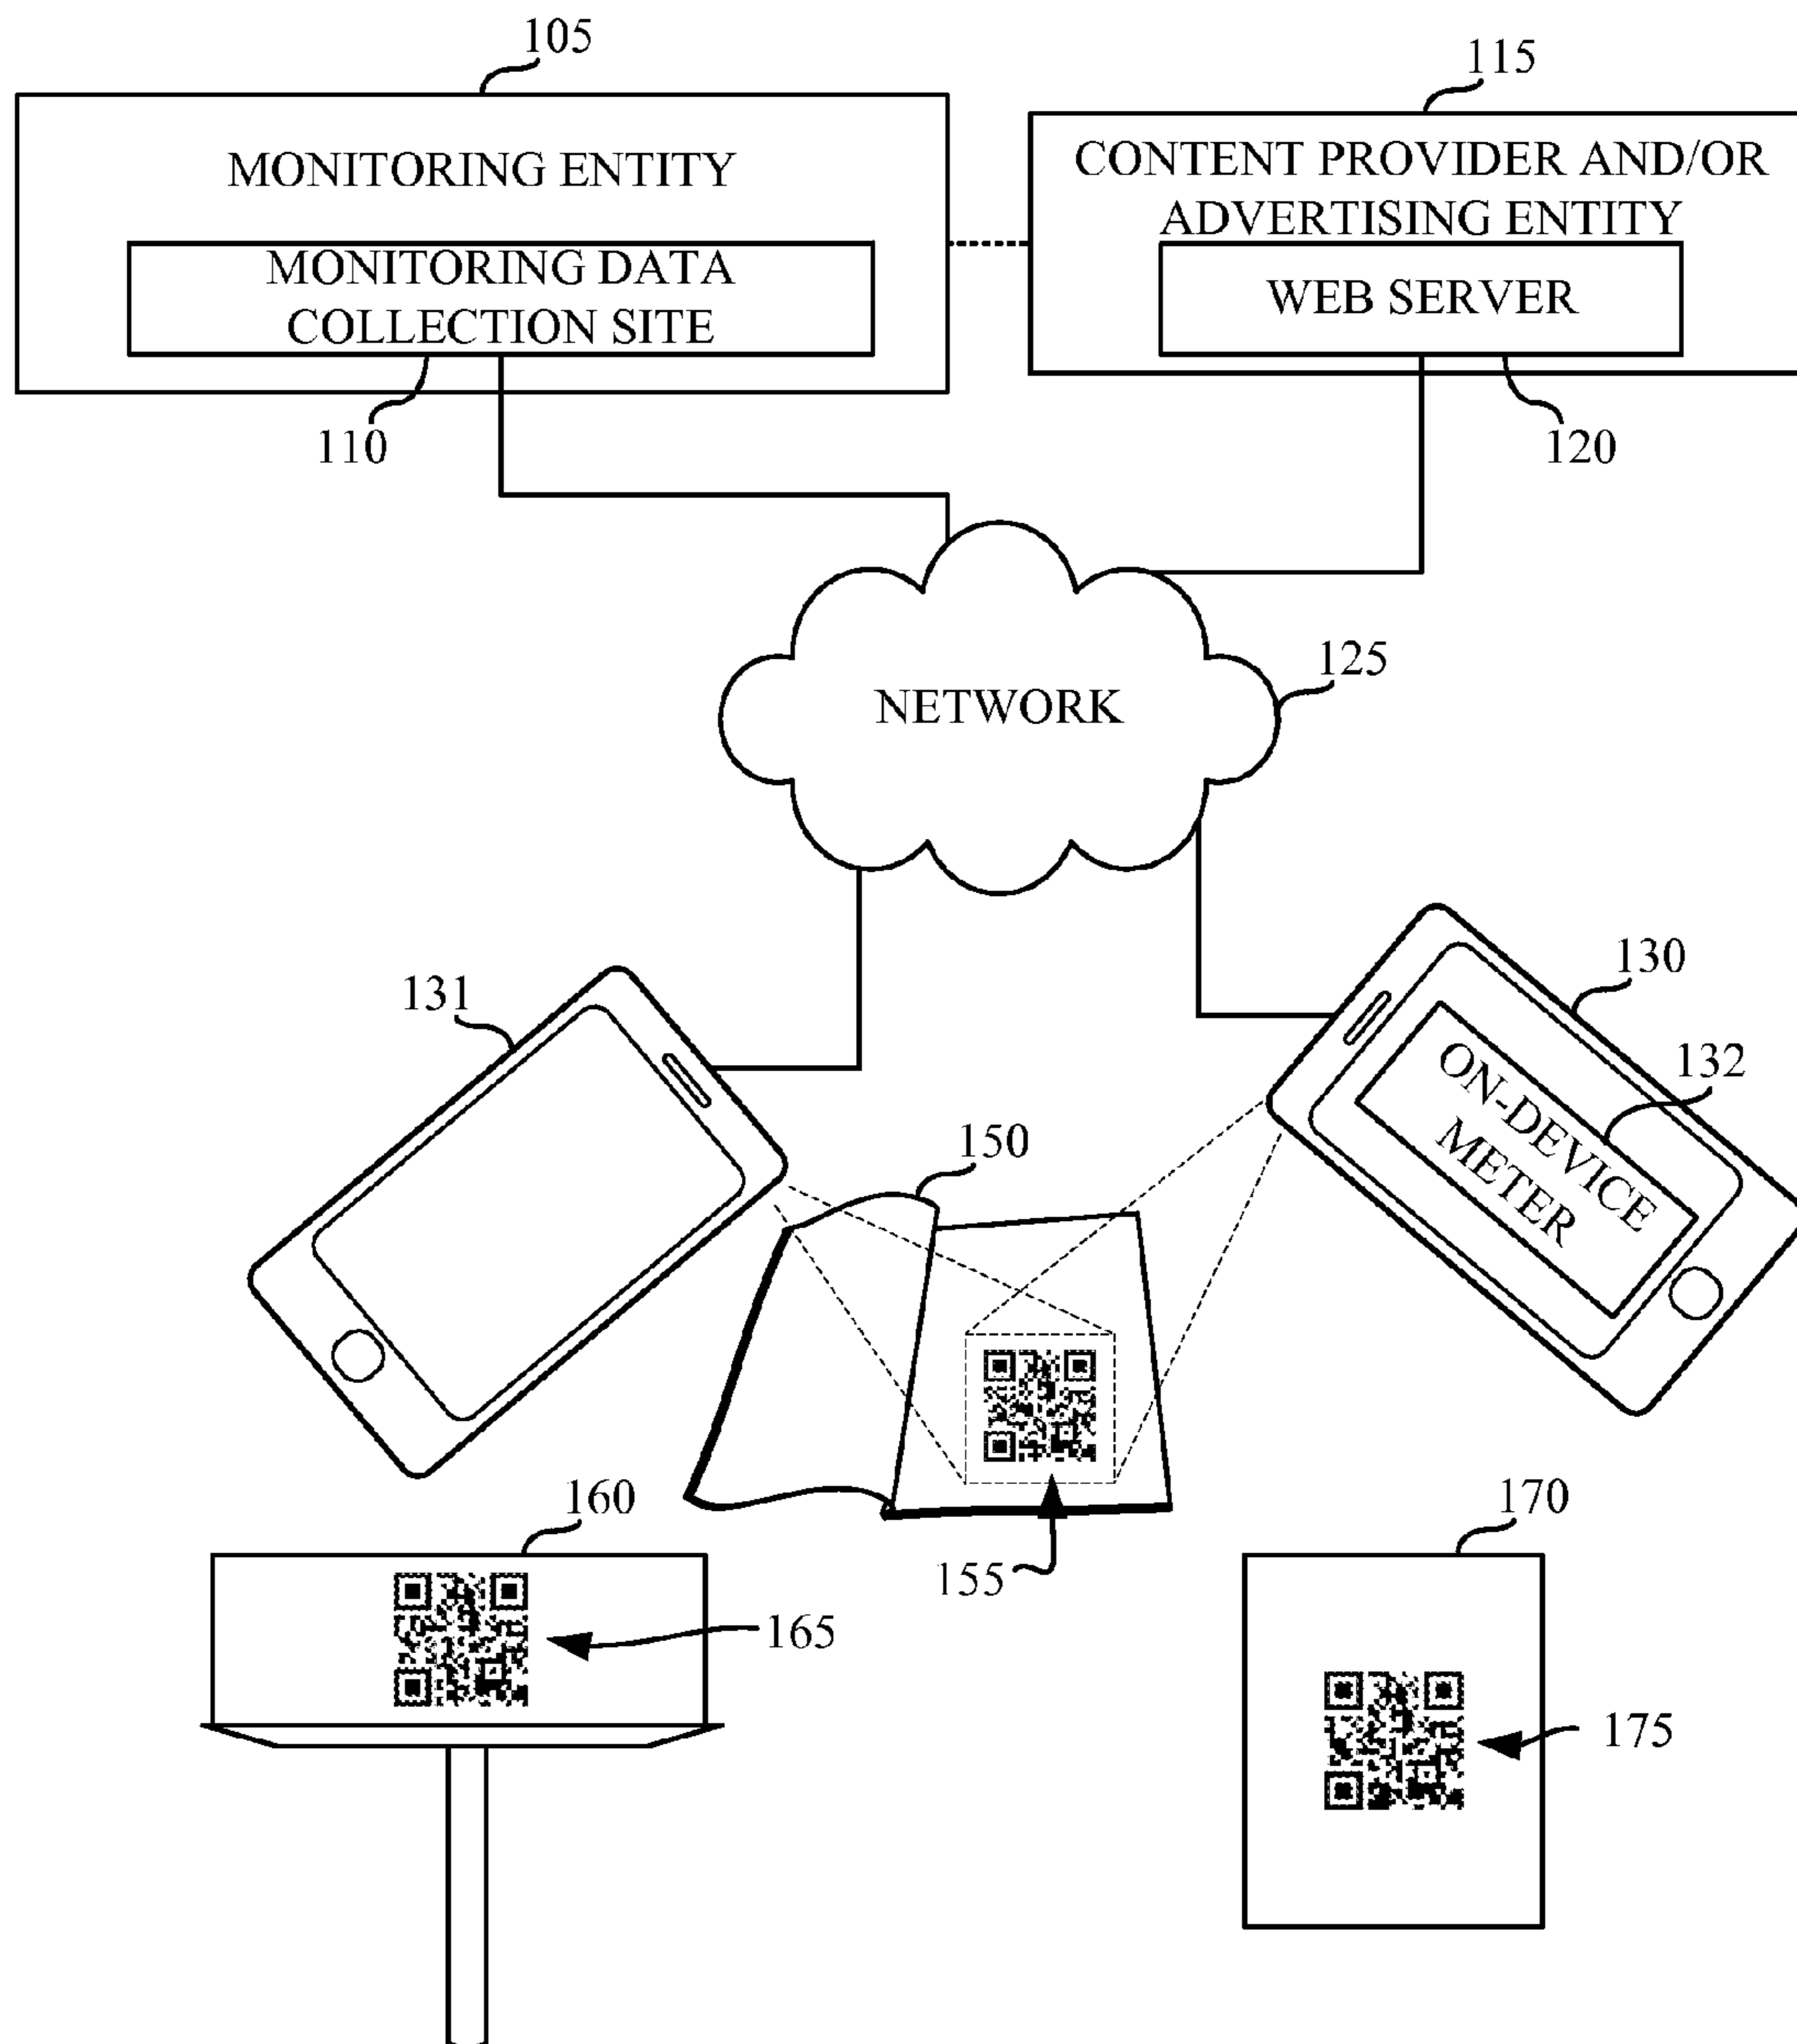 105
115
MONITORING ENTITY
CONTENT PROVIDER AND/OR
ADVERTISING ENTITY
MONITORING DATA
COLLECTION SITE
WEB SERVER
110
120
125
NETWORK
130
131
132
ON-DEVICE
METER
150
155
160
170
165
175